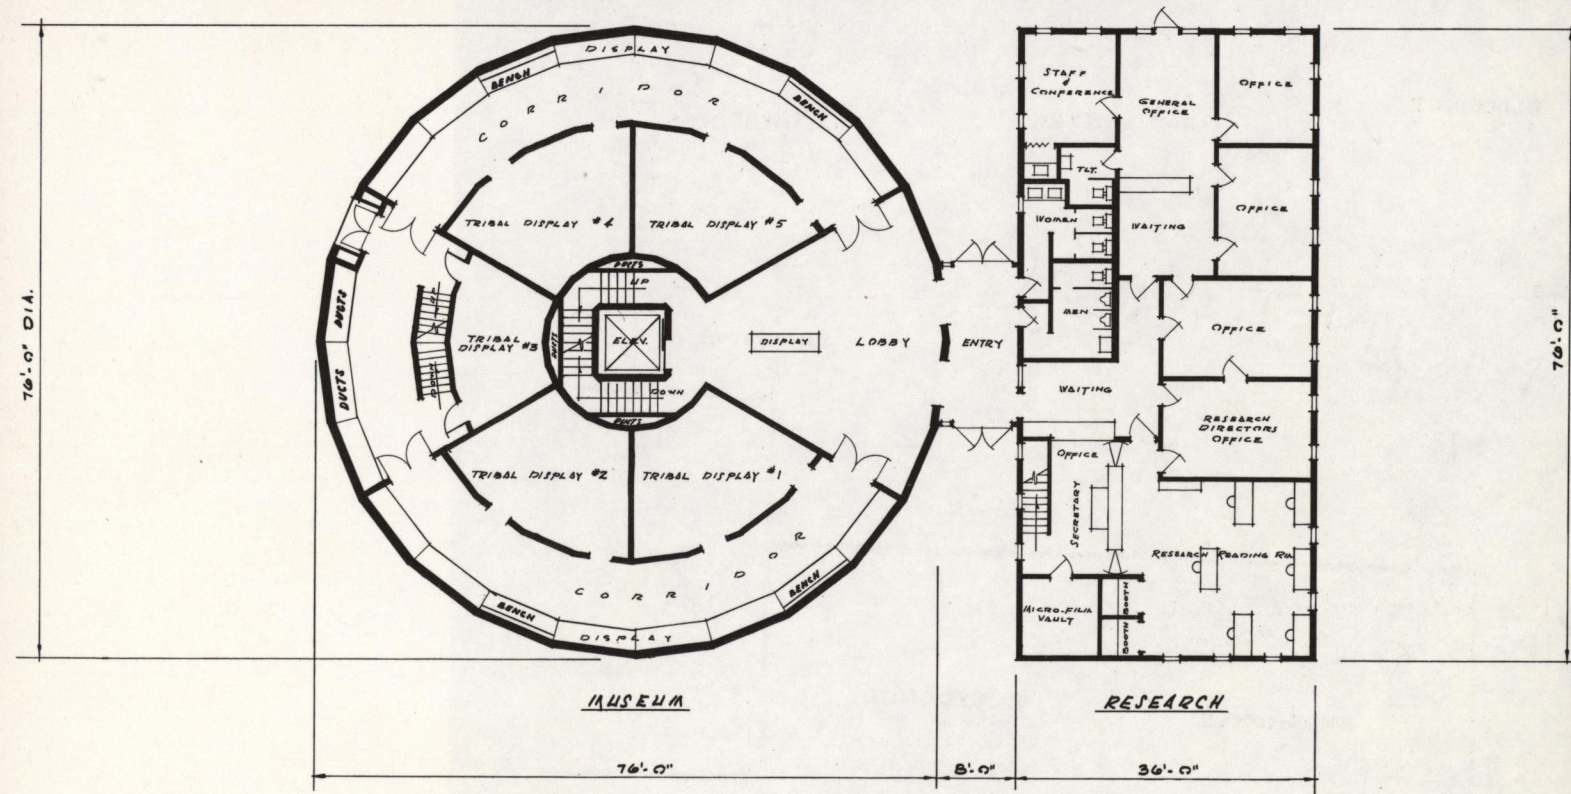 DISPLAY
BENCH
BENCH
CORRIDOR
TRIBAL DISPLAY #4
TRIBAL DISPLAY #5
DUCTS
UP
DUCTS
DUCTS
UP
DOWN
TRIBAL
DISPLAY #3
DUCTS
ELEV.
DOWN
DUCTS
DISPLAY
LOBBY
ENTRY
TRIBAL DISPLAY #2
TRIBAL DISPLAY #1
CORRIDOR
BENCH
BENCH
DISPLAY
STAFF
&
CONFERENCE
GENERAL
OFFICE
OFFICE
TLT.
WOMEN
WAITING
OFFICE
MEN
OFFICE
WAITING
RESEARCH
DIRECTORS
OFFICE
OFFICE
SECRETARY
RESEARCH READING RM.
MICRO-FILM
VAULT
BOOTH
BOOTH
76'-0" DIA.
76'-0"
MUSEUM
RESEARCH
76'-0"
8'-0"
36'-0"